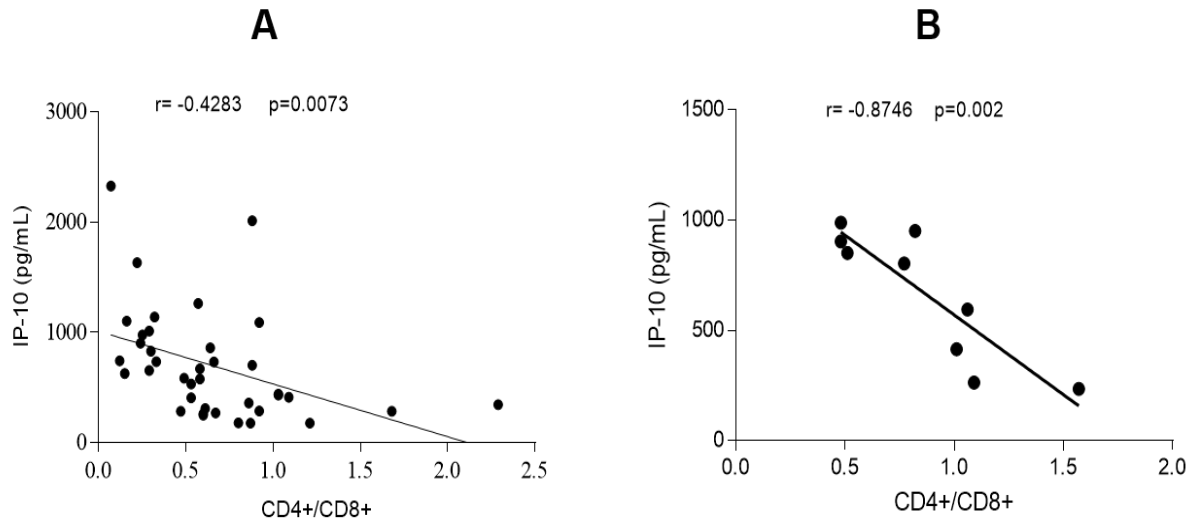 A
r= -0.4283 p=0.0073
3000
2000
1000
0
IP-10 (pg/mL)
0.0 0.5 1.0 1.5 2.0 2.5
CD4+/CD8+
B
r= -0.8746 p=0.002
1500
1000
500
0
IP-10 (pg/mL)
0.0 0.5 1.0 1.5 2.0
CD4+/CD8+